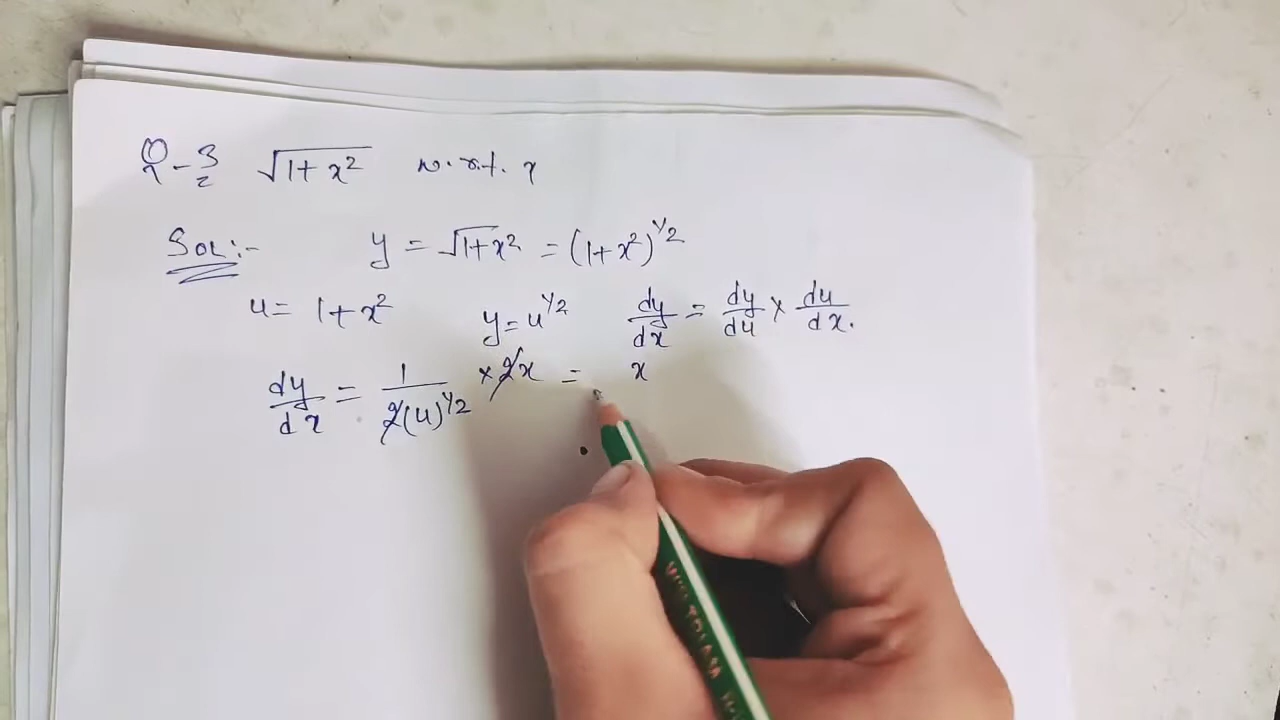 Q-3/2 √1+x² w.r.t. x
Sol:- y = √1+x² = (1+x²)^1/2
u = 1+x² y=u^1/2 dy/dx = dy/du × du/dx.
dy/dx = 1/2(u)^1/2 × 2x = x